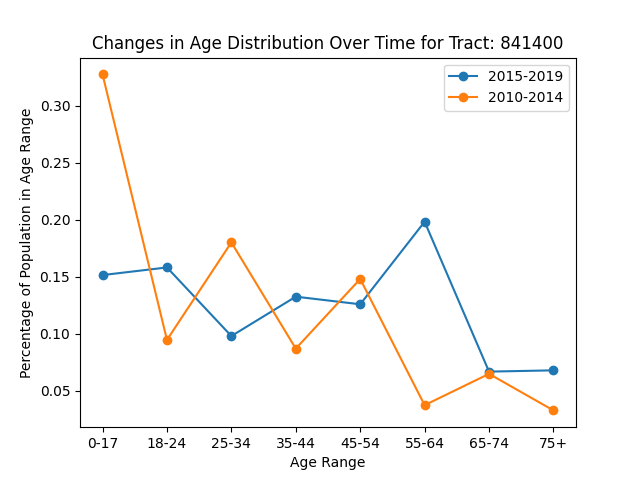 Changes in Age Distribution Over Time for Tract: 841400
2015-2019
2010-2014
Percentage of Population in Age Range
0.30
0.25
0.20
0.15
0.10
0.05
0-17 18-24 25-34 35-44 45-54 55-64 65-74 75+
Age Range